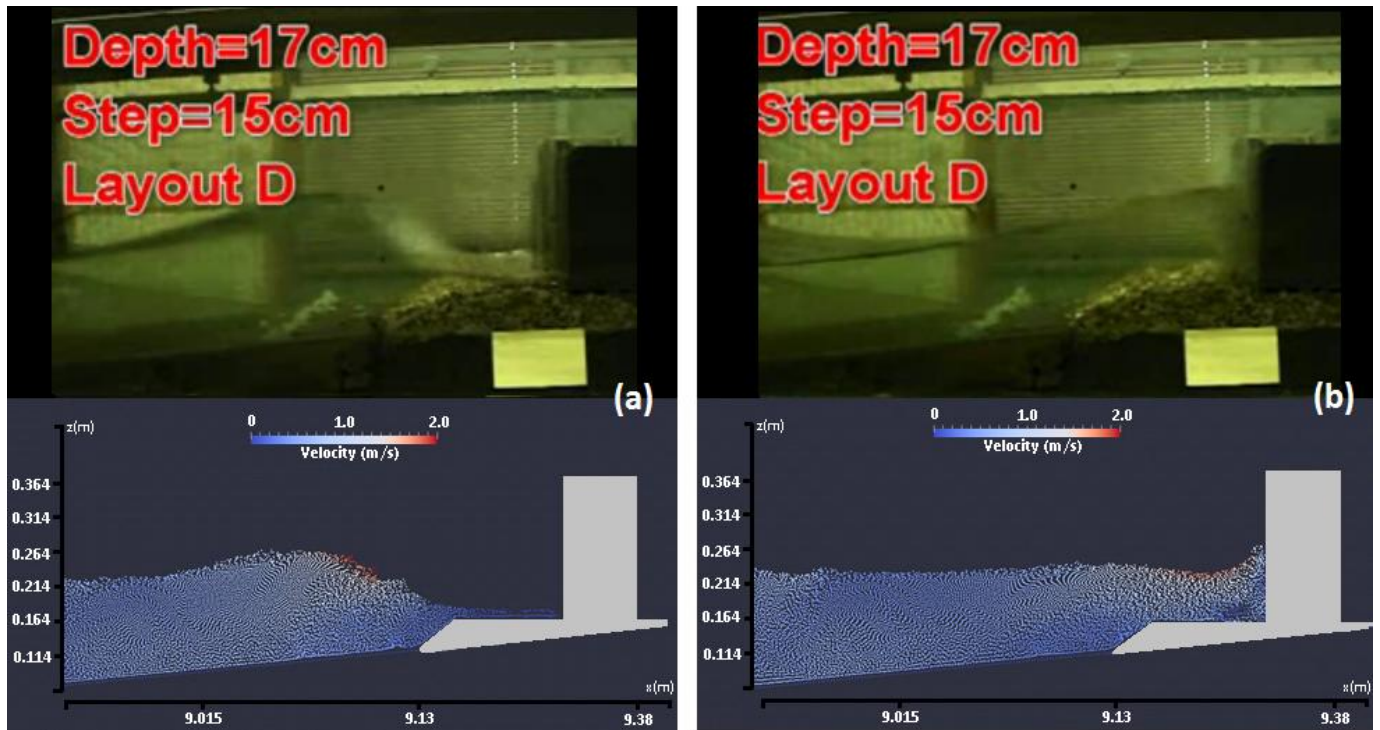 Depth=17cm
Step=15cm
Layout D
(a)
0
1.0
2.0
Velocity (m/s)
z(m)
0.364
0.314
0.264
0.214
0.164
0.114
x(m)
9.015
9.13
9.38
Depth=17cm
Step=15cm
Layout D
(b)
0
1.0
2.0
Velocity (m/s)
z(m)
0.364
0.314
0.264
0.214
0.164
0.114
x(m)
9.015
9.13
9.38